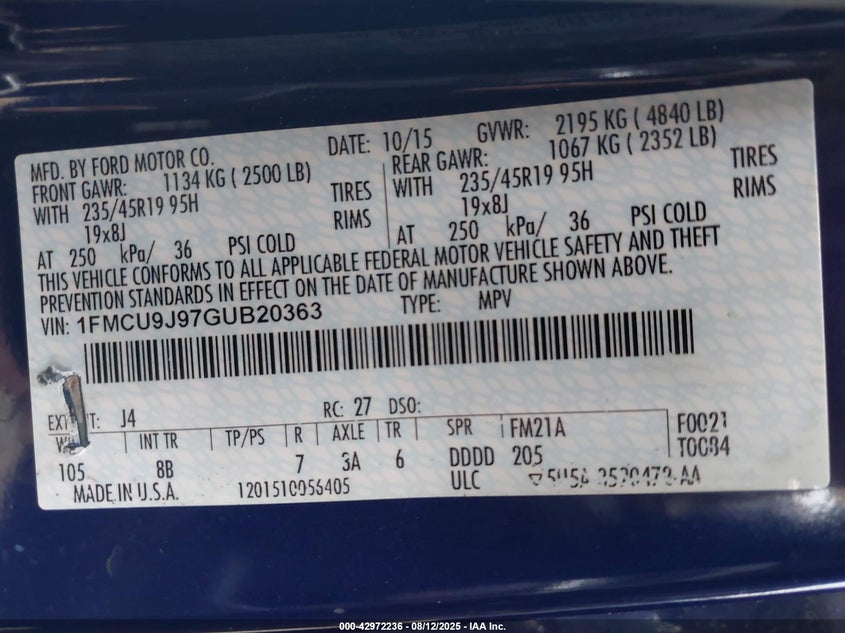 MFD. BY FORD MOTOR CO. DATE: 10/15 GVWR: 2195 KG ( 4840 LB)
FRONT GAWR: 1134 KG ( 2500 LB) REAR GAWR: 1067 KG ( 2352 LB)
WITH 235/45R19 95H TIRES WITH 235/45R19 95H TIRES
19x8J RIMS 19x8J RIMS
AT 250 kPa/ 36 PSI COLD AT 250 kPa/ 36 PSI COLD
THIS VEHICLE CONFORMS TO ALL APPLICABLE FEDERAL MOTOR VEHICLE SAFETY AND THEFT
PREVENTION STANDARDS IN EFFECT ON THE DATE OF MANUFACTURE SHOWN ABOVE.
VIN: 1FMCU9J97GUB20363 TYPE: MPV
J4 RC: 27 DSO:
INT TR TP/PS R AXLE TR SPR FM21A F0021
105 8B 7 3A 6 DDDD 205 T0084
MADE IN U.S.A. 1201510056405 ULC
000-42972236 - 08/12/2025 - IAA Inc.